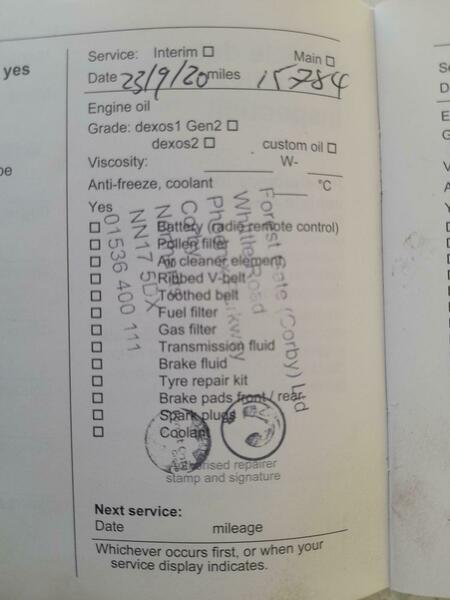 yes
Service: Interim □ Main □
Date 23/9/20 miles 15784
Engine oil
Grade: dexos1 Gen2 □
dexos2 □ custom oil □
Viscosity: W-
Anti-freeze, coolant °C
Yes
□ Battery (radio remote control)
□ Pollen filter
□ Air cleaner element
□ Ribbed V-belt
□ Toothed belt
□ Fuel filter
□ Gas filter
□ Transmission fluid
□ Brake fluid
□ Tyre repair kit
□ Brake pads front / rear
□ Spark plugs
□ Coolant
Forest Gate (Corby) Ltd
Whittle Road
Phoenix Parkway
Corby
NN17 5DX
01536 400 111
Authorised repairer
stamp and signature
Next service:
Date mileage
Whichever occurs first, or when your
service display indicates.